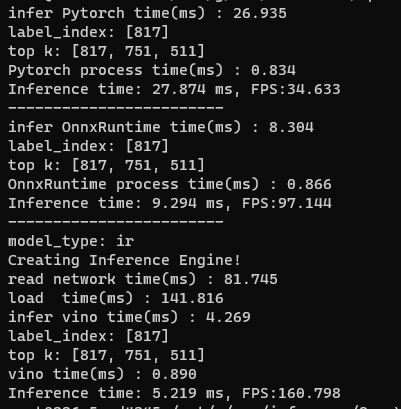 infer Pytorch time(ms) : 26.935
label_index: [817]
top k: [817, 751, 511]
Pytorch process time(ms) : 0.834
Inference time: 27.874 ms, FPS:34.633
------------------------
infer OnnxRuntime time(ms) : 8.304
label_index: [817]
top k: [817, 751, 511]
OnnxRuntime process time(ms) : 0.866
Inference time: 9.294 ms, FPS:97.144
------------------------
model_type: ir
Creating Inference Engine!
read network time(ms) : 81.745
load  time(ms) : 141.816
infer vino time(ms) : 4.269
label_index: [817]
top k: [817, 751, 511]
vino time(ms) : 0.890
Inference time: 5.219 ms, FPS:160.798